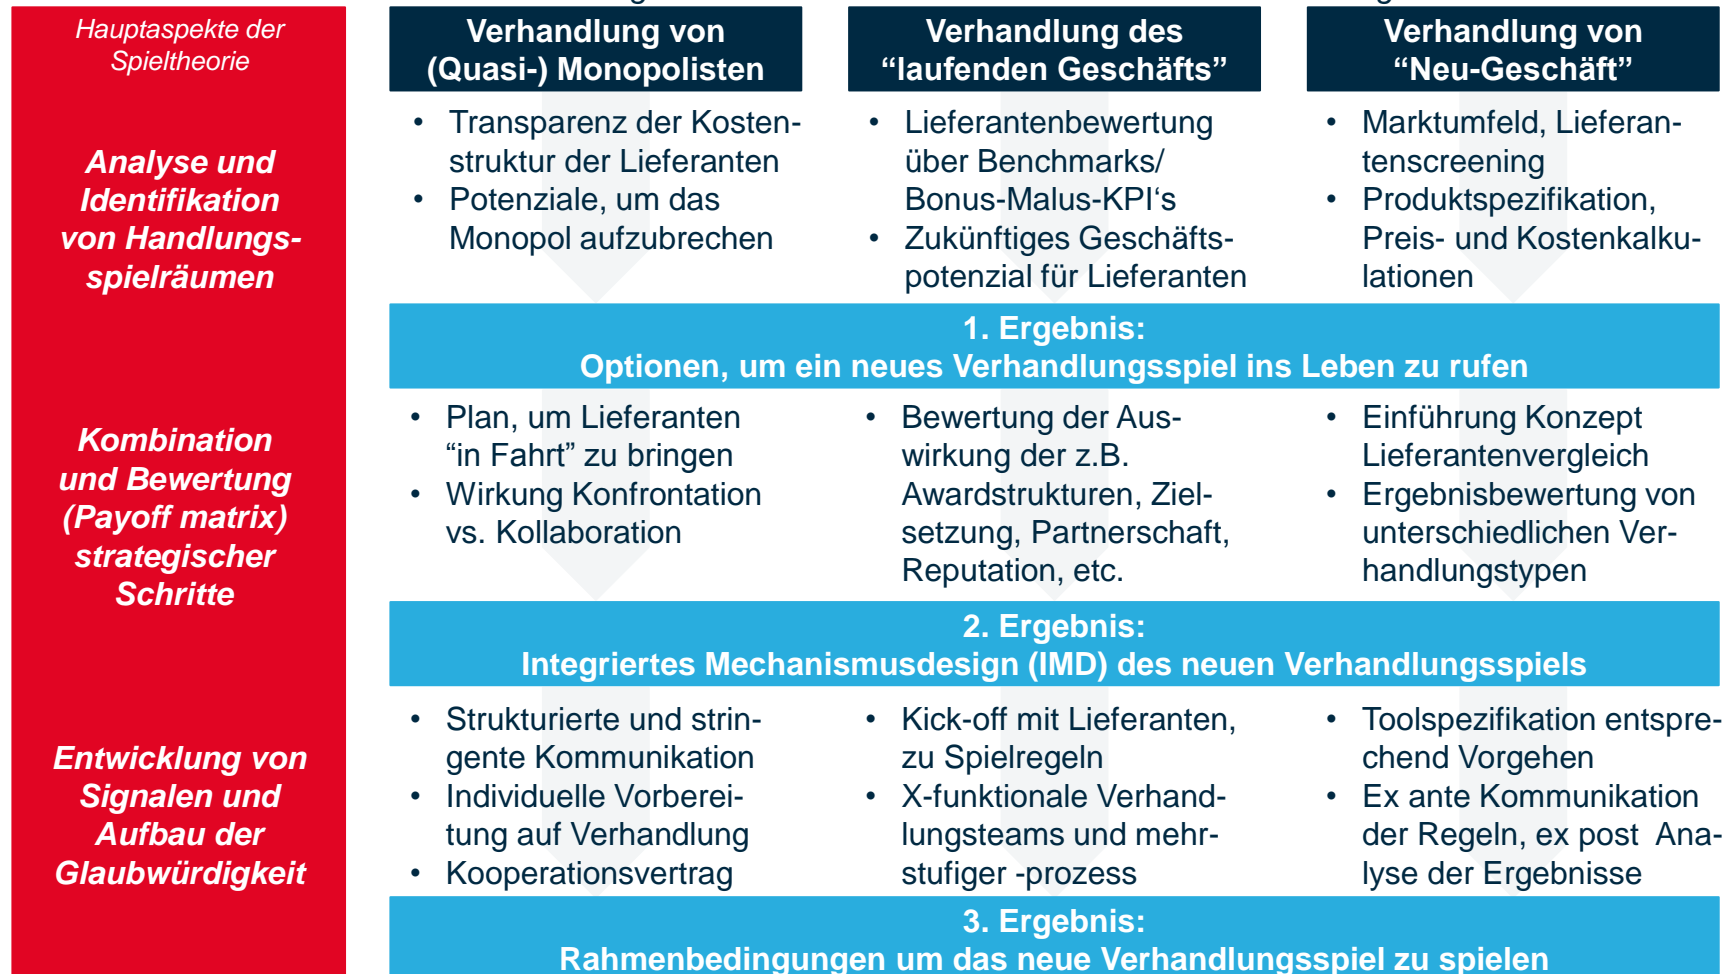 Hauptaspekte der
Spieltheorie
Verhandlung von
(Quasi-) Monopolisten
Verhandlung des
“laufenden Geschäfts”
Verhandlung von
“Neu-Geschäft”
Analyse und
Identifikation
von Handlungs-
spielräumen
• Transparenz der Kosten-
struktur der Lieferanten
• Potenziale, um das
Monopol aufzubrechen
• Lieferantenbewertung
über Benchmarks/
Bonus-Malus-KPI‘s
• Zukünftiges Geschäfts-
potenzial für Lieferanten
• Marktumfeld, Lieferan-
tenscreening
• Produktspezifikation,
Preis- und Kostenkalku-
lationen
1. Ergebnis:
Optionen, um ein neues Verhandlungsspiel ins Leben zu rufen
Kombination
und Bewertung
(Payoff matrix)
strategischer
Schritte
• Plan, um Lieferanten
“in Fahrt” zu bringen
• Wirkung Konfrontation
vs. Kollaboration
• Bewertung der Aus-
wirkung der z.B.
Awardstrukturen, Ziel-
setzung, Partnerschaft,
Reputation, etc.
• Einführung Konzept
Lieferantenvergleich
• Ergebnisbewertung von
unterschiedlichen Ver-
handlungstypen
2. Ergebnis:
Integriertes Mechanismusdesign (IMD) des neuen Verhandlungsspiels
Entwicklung von
Signalen und
Aufbau der
Glaubwürdigkeit
• Strukturierte und strin-
gente Kommunikation
• Individuelle Vorberei-
tung auf Verhandlung
• Kooperationsvertrag
• Kick-off mit Lieferanten,
zu Spielregeln
• X-funktionale Verhand-
lungsteams und mehr-
stufiger -prozess
• Toolspezifikation entspre-
chend Vorgehen
• Ex ante Kommunikation
der Regeln, ex post  Ana-
lyse der Ergebnisse
3. Ergebnis:
Rahmenbedingungen um das neue Verhandlungsspiel zu spielen